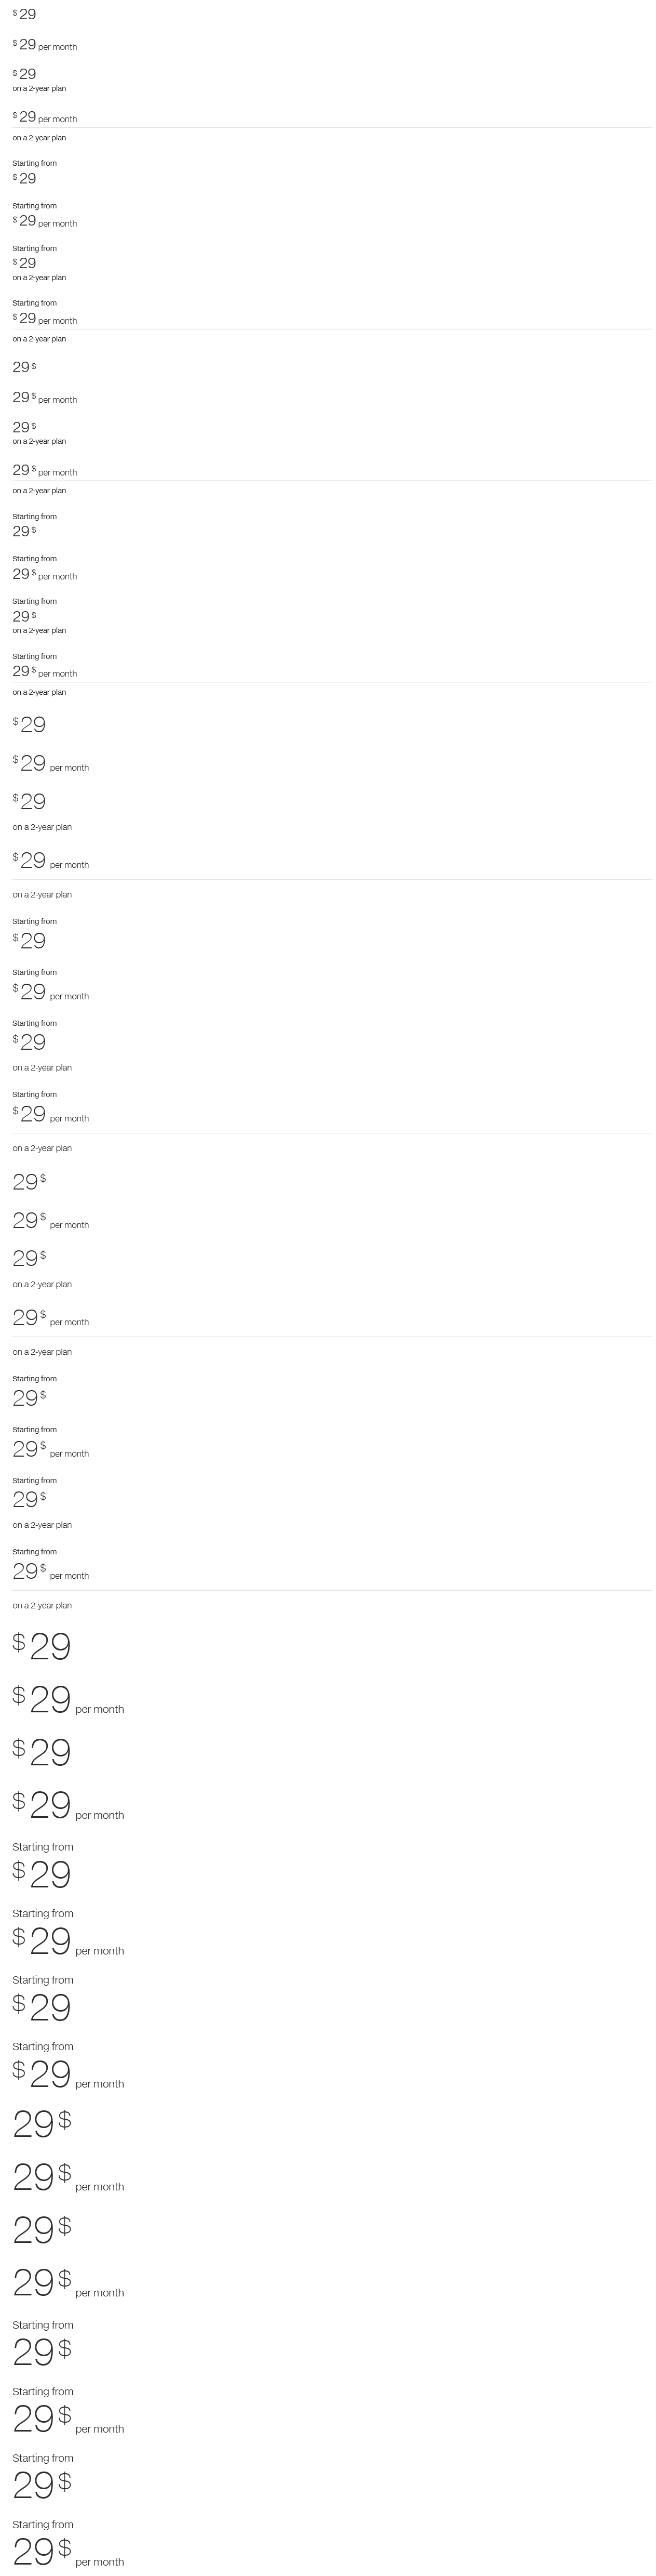 $ 29
$ 29 per month
$ 29
on a 2-year plan
$ 29 per month
on a 2-year plan
Starting from
$ 29
Starting from
$ 29 per month
Starting from
$ 29
on a 2-year plan
Starting from
$ 29 per month
on a 2-year plan
29 $
29 $ per month
29 $
on a 2-year plan
29 $ per month
on a 2-year plan
Starting from
29 $
Starting from
29 $ per month
Starting from
29 $
on a 2-year plan
Starting from
29 $ per month
on a 2-year plan
$ 29
$ 29 per month
$ 29
on a 2-year plan
$ 29 per month
on a 2-year plan
Starting from
$ 29
Starting from
$ 29 per month
Starting from
$ 29
on a 2-year plan
Starting from
$ 29 per month
on a 2-year plan
29 $
29 $ per month
29 $
on a 2-year plan
29 $ per month
on a 2-year plan
Starting from
29 $
Starting from
29 $ per month
Starting from
29 $
on a 2-year plan
Starting from
29 $ per month
on a 2-year plan
$ 29
$ 29 per month
$ 29
$ 29 per month
Starting from
$ 29
Starting from
$ 29 per month
Starting from
$ 29
Starting from
$ 29 per month
29 $
29 $ per month
29 $
29 $ per month
Starting from
29 $
Starting from
29 $ per month
Starting from
29 $
Starting from
29 $ per month